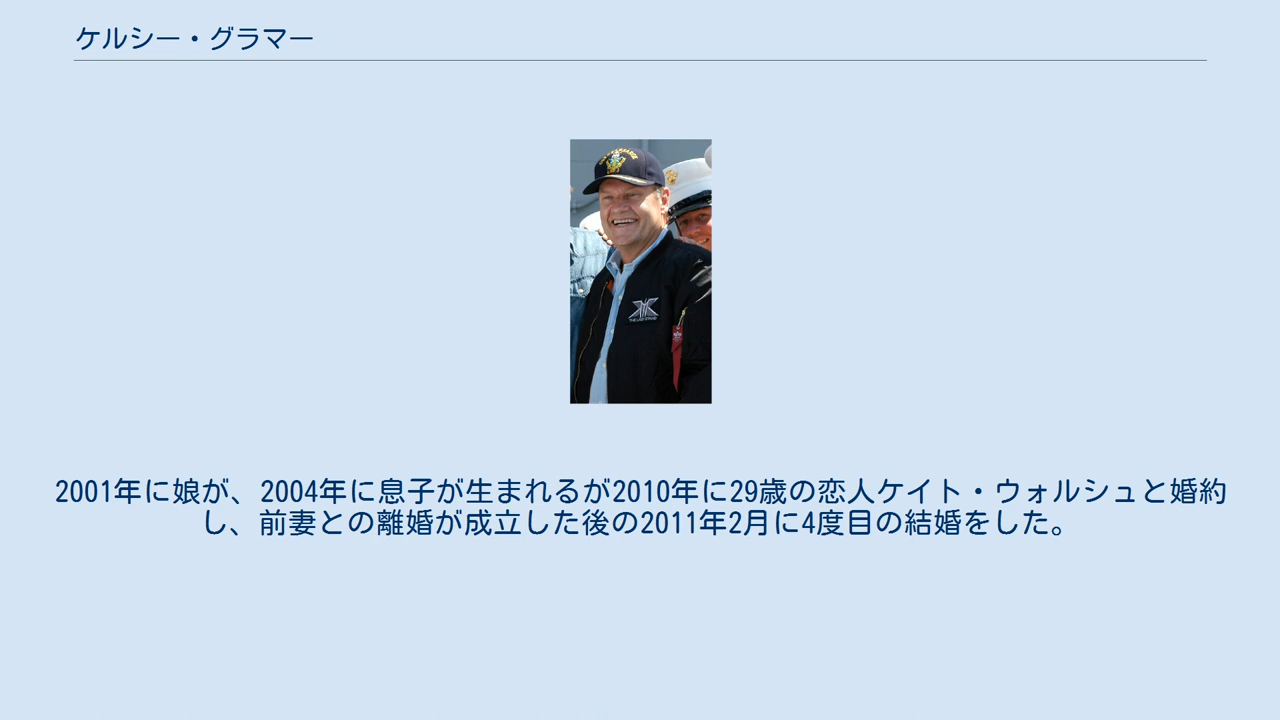 ケルシー・グラマー
2001年に娘が、2004年に息子が生まれるが2010年に29歳の恋人ケイト・ウォルシュと婚約
し、前妻との離婚が成立した後の2011年2月に4度目の結婚をした。